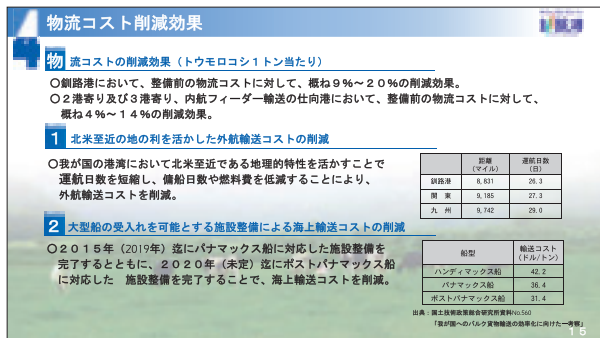 物流コスト削減効果
物 流コストの削減効果（トウモロコシ１トン当たり）
〇釧路港において、整備前の物流コストに対して、概ね９％～２０％の削減効果。
〇２港寄り及び３港寄り、内航フィーダー輸送の仕向港において、整備前の物流コストに対して、
概ね４％～１４％の削減効果。
1 北米至近の地の利を活かした外航輸送コストの削減
〇我が国の港湾において北米至近である地理的特性を活かすことで
運航日数を短縮し、傭船日数や燃料費を低減することにより、
外航輸送コストを削減。
距離（マイル） 運航日数（日）
釧路港 8,831 26.3
関 東 9,185 27.3
九 州 9,742 29.0
2 大型船の受入れを可能とする施設整備による海上輸送コストの削減
〇２０１５年（2019年）迄にパナマックス船に対応した施設整備を
完了するとともに、２０２０年（未定）迄にポストパナマックス船
に対応した 施設整備を完了することで、海上輸送コストを削減。
船型 輸送コスト（ドル/トン）
ハンディマックス船 42.2
パナマックス船 36.4
ポストパナマックス船 31.4
出典：国土技術政策総合研究所資料No.560
「我が国へのバルク貨物輸送の効率化に向けた一考察」
１５